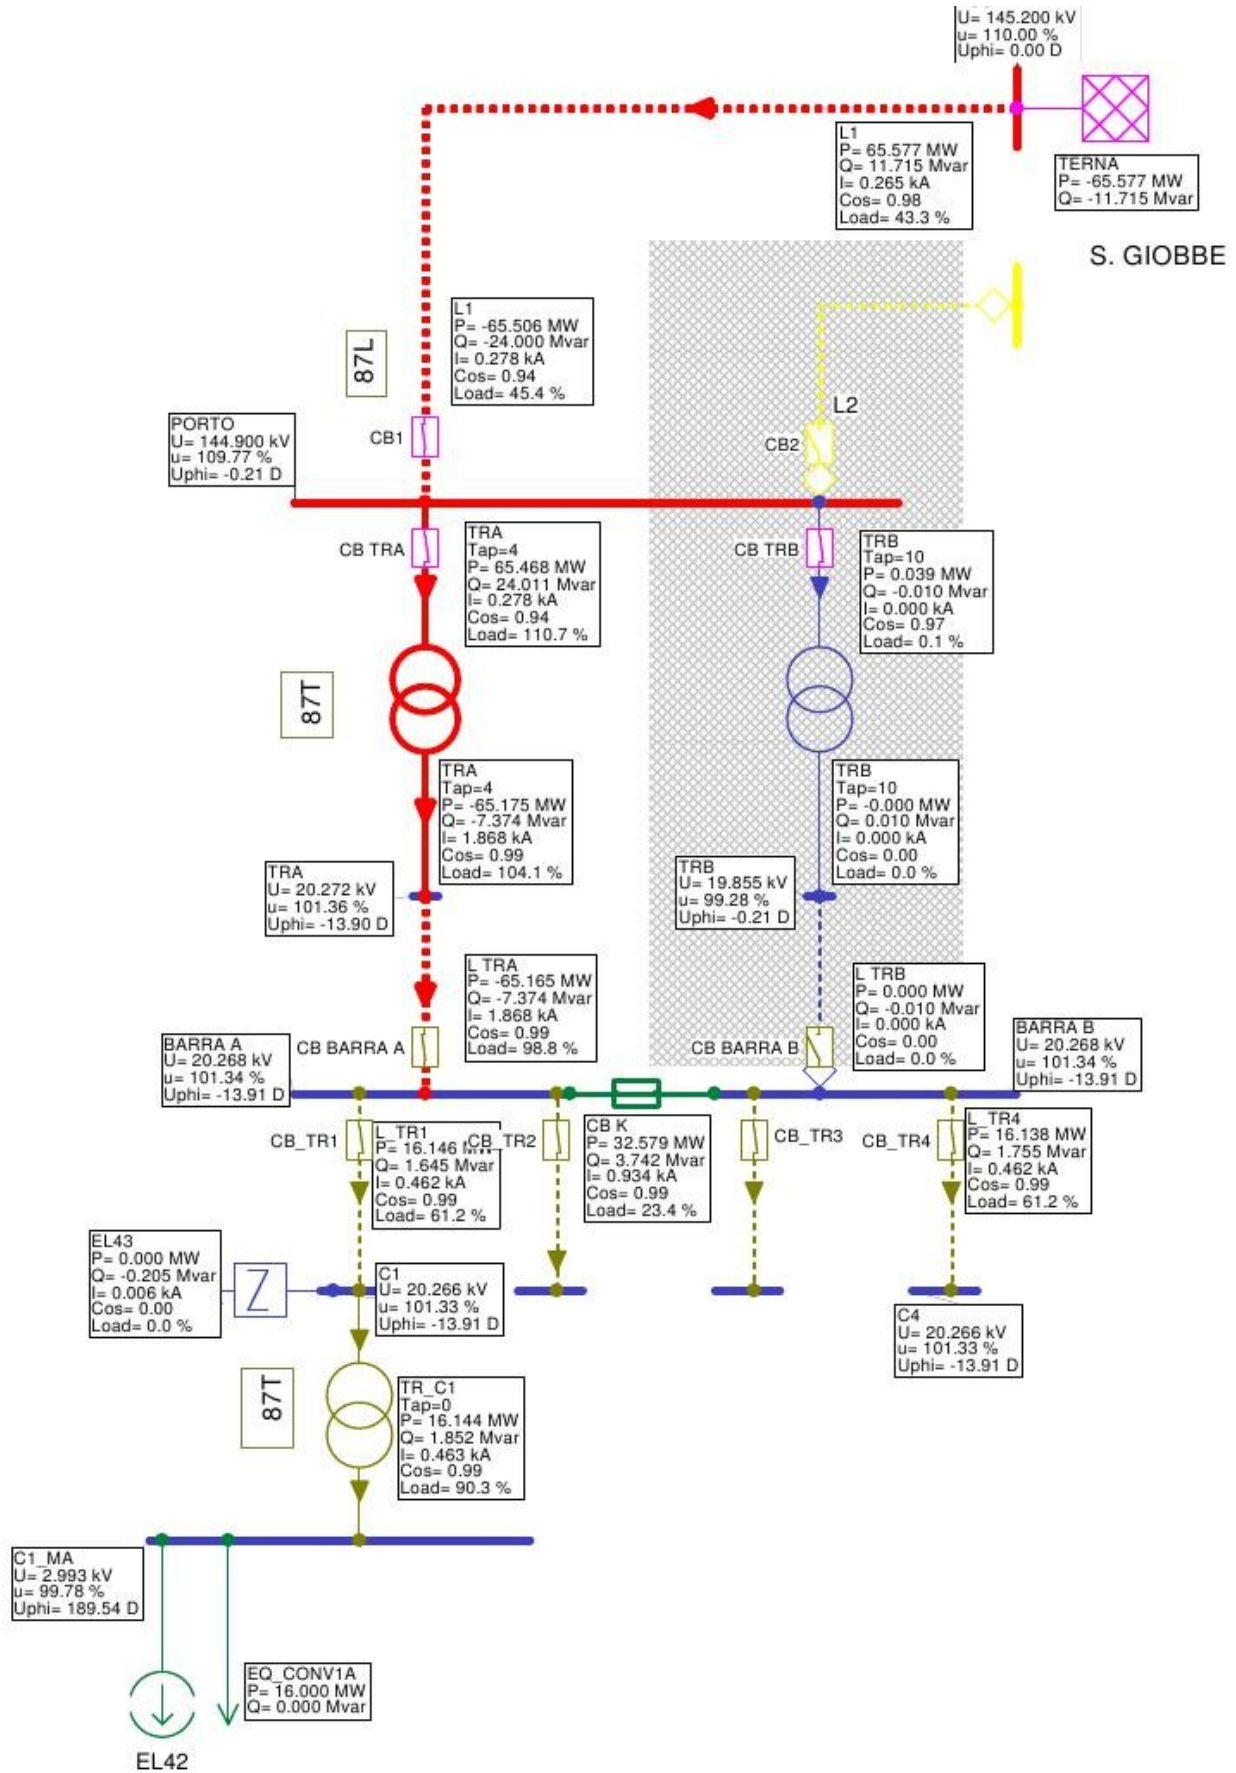 U= 145.200 kV
u= 110.00 %
Uphi= 0.00 D
L1
P= 65.577 MW
Q= 11.715 Mvar
I= 0.265 kA
Cos= 0.98
Load= 43.3 %
TERNA
P= -65.577 MW
Q= -11.715 Mvar
S. GIOBBE
87L
L1
P= -65.506 MW
Q= -24.000 Mvar
I= 0.278 kA
Cos= 0.94
Load= 45.4 %
L2
CB1
CB2
PORTO
U= 144.900 kV
u= 109.77 %
Uphi= -0.21 D
CB TRA
TRA
Tap=4
P= 65.468 MW
Q= 24.011 Mvar
I= 0.278 kA
Cos= 0.94
Load= 110.7 %
CB TRB
TRB
Tap=10
P= 0.039 MW
Q= -0.010 Mvar
I= 0.000 kA
Cos= 0.97
Load= 0.1 %
87T
TRA
Tap=4
P= -65.175 MW
Q= -7.374 Mvar
I= 1.868 kA
Cos= 0.99
Load= 104.1 %
TRB
Tap=10
P= -0.000 MW
Q= 0.010 Mvar
I= 0.000 kA
Cos= 0.00
Load= 0.0 %
TRA
U= 20.272 kV
u= 101.36 %
Uphi= -13.90 D
TRB
U= 19.855 kV
u= 99.28 %
Uphi= -0.21 D
L TRA
P= -65.165 MW
Q= -7.374 Mvar
I= 1.868 kA
Cos= 0.99
Load= 98.8 %
L TRB
P= 0.000 MW
Q= -0.010 Mvar
I= 0.000 kA
Cos= 0.00
Load= 0.0 %
BARRA A
U= 20.268 kV
u= 101.34 %
Uphi= -13.91 D
CB BARRA A
CB BARRA B
BARRA B
U= 20.268 kV
u= 101.34 %
Uphi= -13.91 D
CB_TR1
L_TR1
P= 16.146
Q= 1.645 Mvar
I= 0.462 kA
Cos= 0.99
Load= 61.2 %
CB_TR2
CB K
P= 32.579 MW
Q= 3.742 Mvar
I= 0.934 kA
Cos= 0.99
Load= 23.4 %
CB_TR3
CB_TR4
L_TR4
P= 16.138 MW
Q= 1.755 Mvar
I= 0.462 kA
Cos= 0.99
Load= 61.2 %
EL43
P= 0.000 MW
Q= -0.205 Mvar
I= 0.006 kA
Cos= 0.00
Load= 0.0 %
Z
C1
U= 20.266 kV
u= 101.33 %
Uphi= -13.91 D
C4
U= 20.266 kV
u= 101.33 %
Uphi= -13.91 D
87T
TR_C1
Tap=0
P= 16.144 MW
Q= 1.852 Mvar
I= 0.463 kA
Cos= 0.99
Load= 90.3 %
C1_MA
U= 2.993 kV
u= 99.78 %
Uphi= 189.54 D
EQ_CONV1A
P= 16.000 MW
Q= 0.000 Mvar
EL42